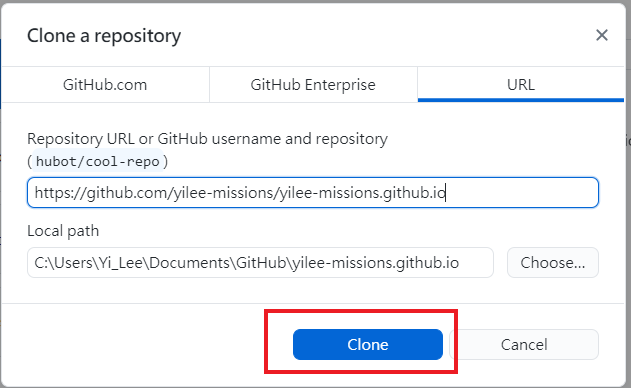 Clone a repository
GitHub.com
GitHub Enterprise
URL
Repository URL or GitHub username and repository
(hubot/cool-repo)
https://github.com/yilee-missions/yilee-missions.github.io
Local path
C:\Users\Yi_Lee\Documents\GitHub\yilee-missions.github.io
Choose...
Clone
Cancel